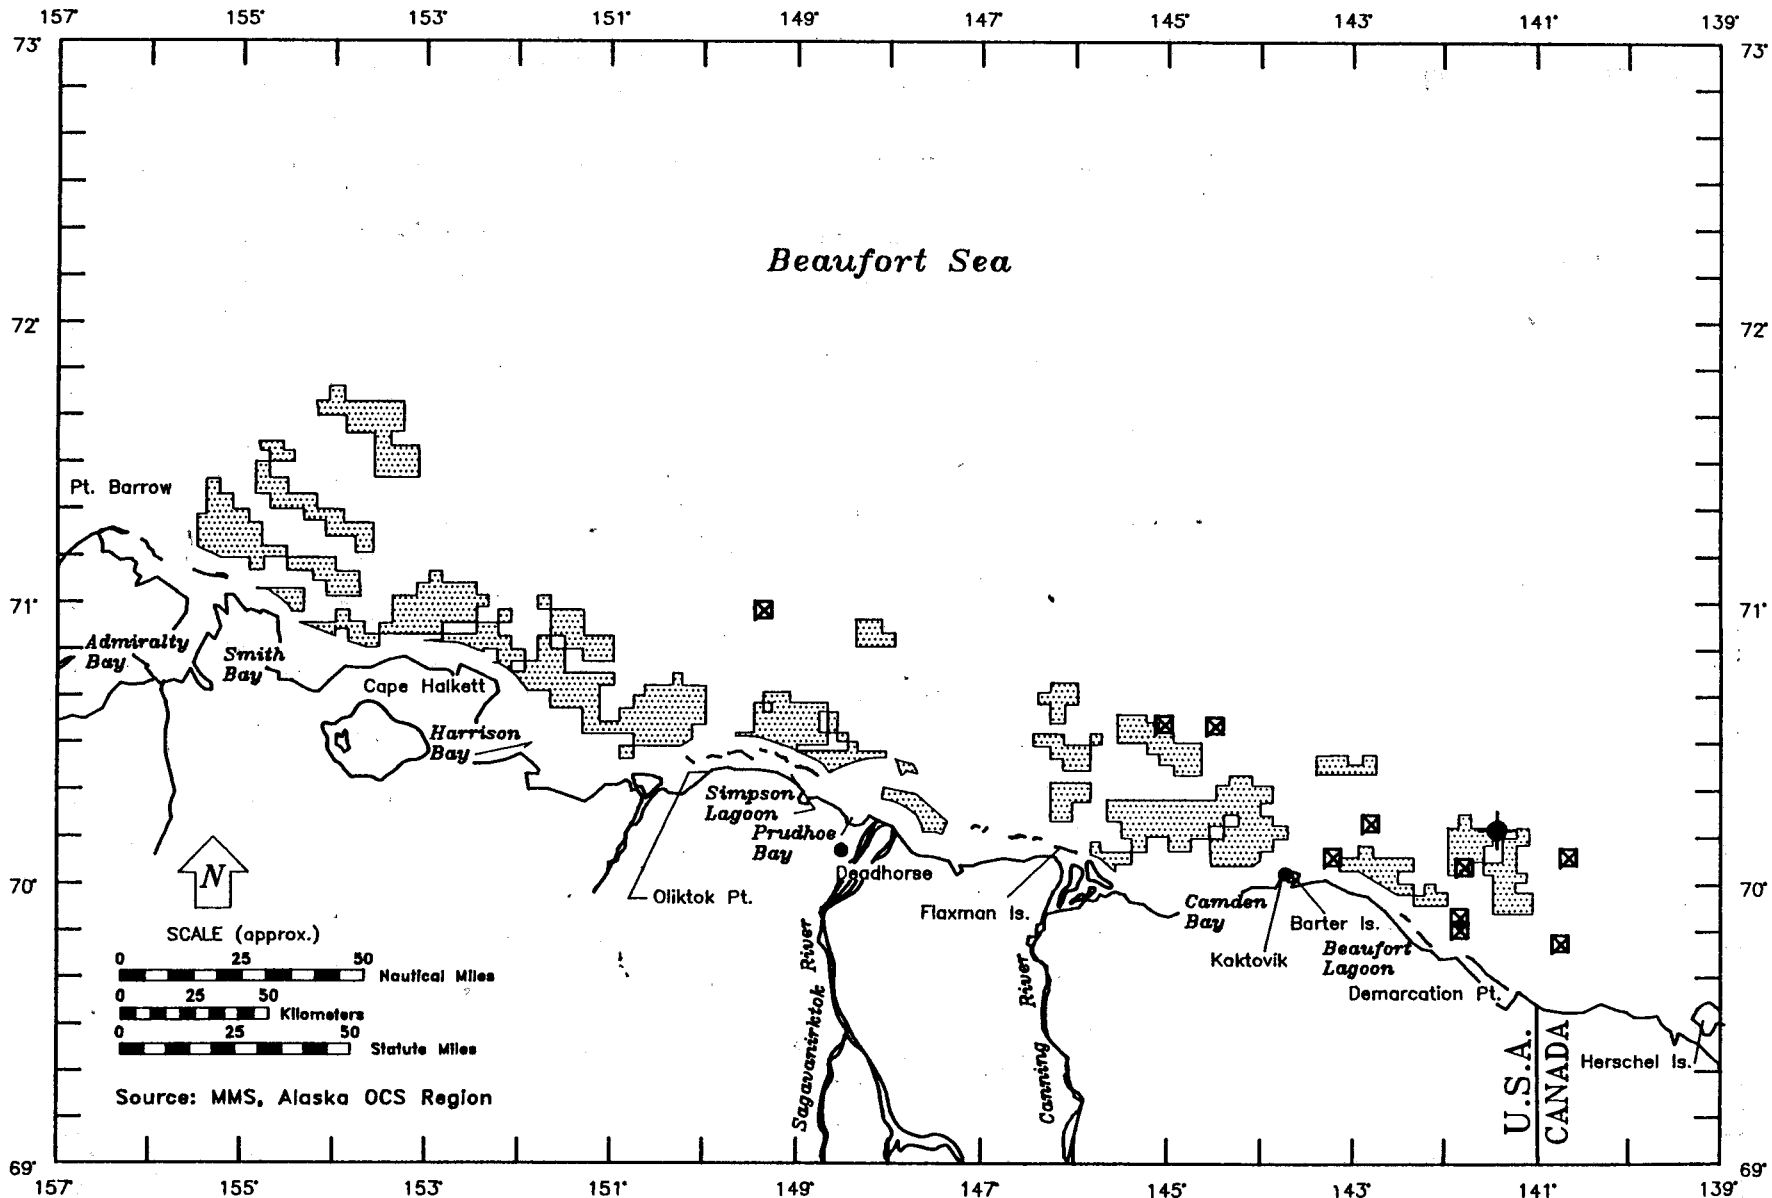 157° 155° 153° 151° 149° 147° 145° 143° 141° 139°
73° 73°
Beaufort Sea
72° 72°
Pt. Barrow
71° 71°
Admiralty
Bay
Smith
Bay
Cape Halkett
Harrison
Bay
Simpson
Lagoon
Prudhoe
Bay
Deadhorse
Oliktok Pt.
Flaxman Is.
Camden
Bay
Barter Is.
Kaktovik
Beaufort
Lagoon
Demarcation Pt.
70° 70°
N
SCALE (approx.)
0 25 50
Nautical Miles
0 25 50
Kilometers
0 25 50
Statute Miles
Source: MMS, Alaska OCS Region
Sagavanirktok River
Canning River
U.S.A.
CANADA
Herschel Is.
69° 69°
157° 155° 153° 151° 149° 147° 145° 143° 141° 139°